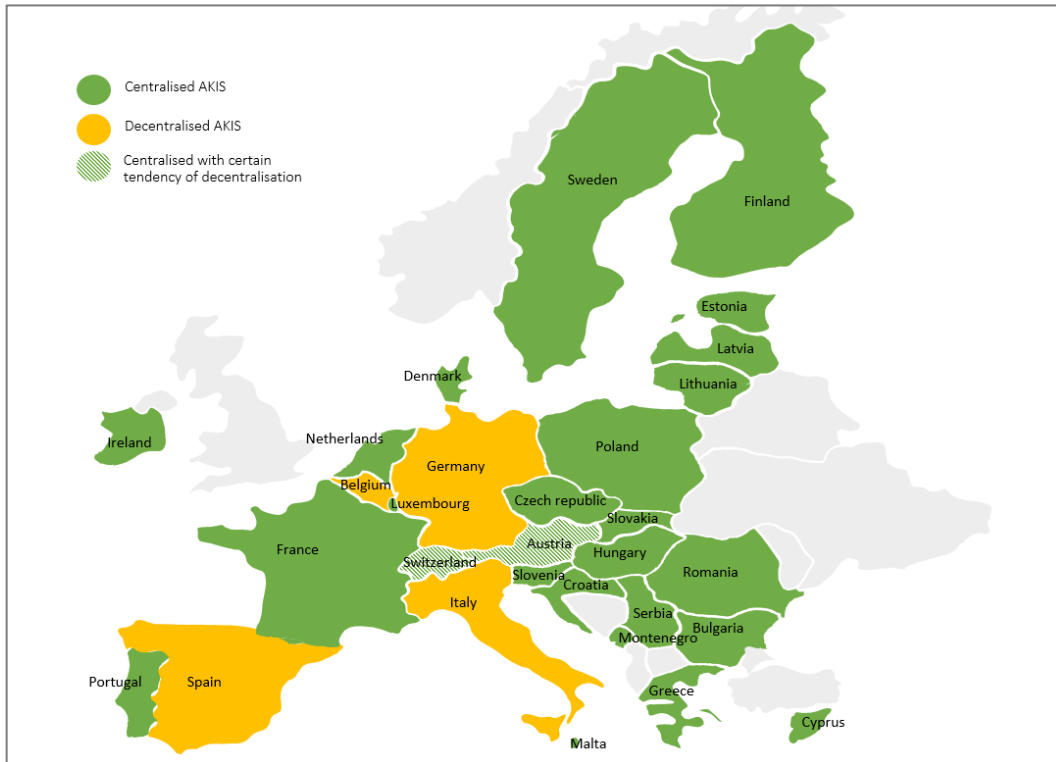 Centralised AKIS
Decentralised AKIS
Centralised with certain
tendency of decentralisation
Sweden
Finland
Estonia
Latvia
Lithuania
Denmark
Ireland
Netherlands
Poland
Germany
Belgium
Luxembourg
Czech republic
Slovakia
France
Austria
Hungary
Switzerland
Slovenia
Romania
Croatia
Italy
Serbia
Bulgaria
Montenegro
Portugal
Spain
Greece
Cyprus
Malta